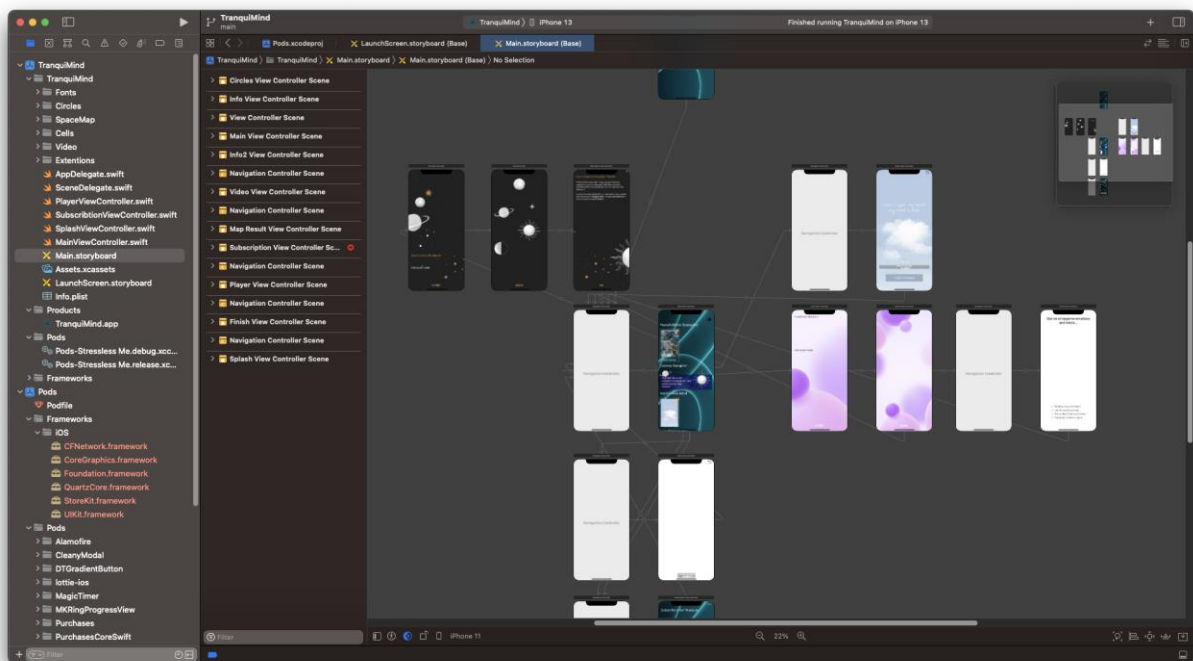 TranquiMind
main
TranquiMind
iPhone 13
Finished running TranquiMind on iPhone 13
Pods.xcodeproj
LaunchScreen.storyboard (Base)
Main.storyboard (Base)
TranquiMind
TranquiMind
Main.storyboard
Main.storyboard (Base)
No Selection
TranquiMind
TranquiMind
Fonts
Circles
SpaceMap
Cells
Video
Extentions
AppDelegate.swift
SceneDelegate.swift
PlayerViewController.swift
SubscribtionViewController.swift
SplashViewController.swift
MainViewController.swift
Main.storyboard
Assets.xcassets
LaunchScreen.storyboard
Info.plist
Products
TranquiMind.app
Pods
Pods-Stressless Me.debug.xcc...
Pods-Stressless Me.release.xc...
Frameworks
Pods
Podfile
Frameworks
iOS
CFNetwork.framework
CoreGraphics.framework
Foundation.framework
QuartzCore.framework
StoreKit.framework
UIKit.framework
Pods
Alamofire
CleanyModal
DTGradientButton
lottie-ios
MagicTimer
MKRingProgressView
Purchases
PurchasesCoreSwift
Filter
Circles View Controller Scene
Info View Controller Scene
View Controller Scene
Main View Controller Scene
Info2 View Controller Scene
Navigation Controller Scene
Video View Controller Scene
Navigation Controller Scene
Map Result View Controller Scene
Subscription View Controller Sc...
Navigation Controller Scene
Player View Controller Scene
Navigation Controller Scene
Finish View Controller Scene
Navigation Controller Scene
Splash View Controller Scene
Filter
Navigation Controller
Navigation Controller
Navigation Controller
Navigation Controller
iPhone 11
22%